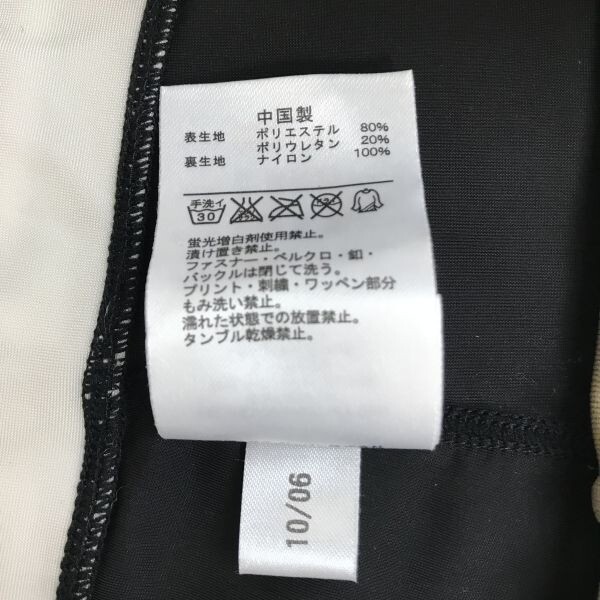 中国製
表生地 ポリエステル 80%
ポリウレタン 20%
裏生地 ナイロン 100%
手洗イ
30
蛍光増白剤使用禁止。
漬け置き禁止。
ファスナー・ベルクロ・釦・
バックルは閉じて洗う。
プリント・刺繍・ワッペン部分
もみ洗い禁止。
濡れた状態での放置禁止。
タンブル乾燥禁止。
10/06